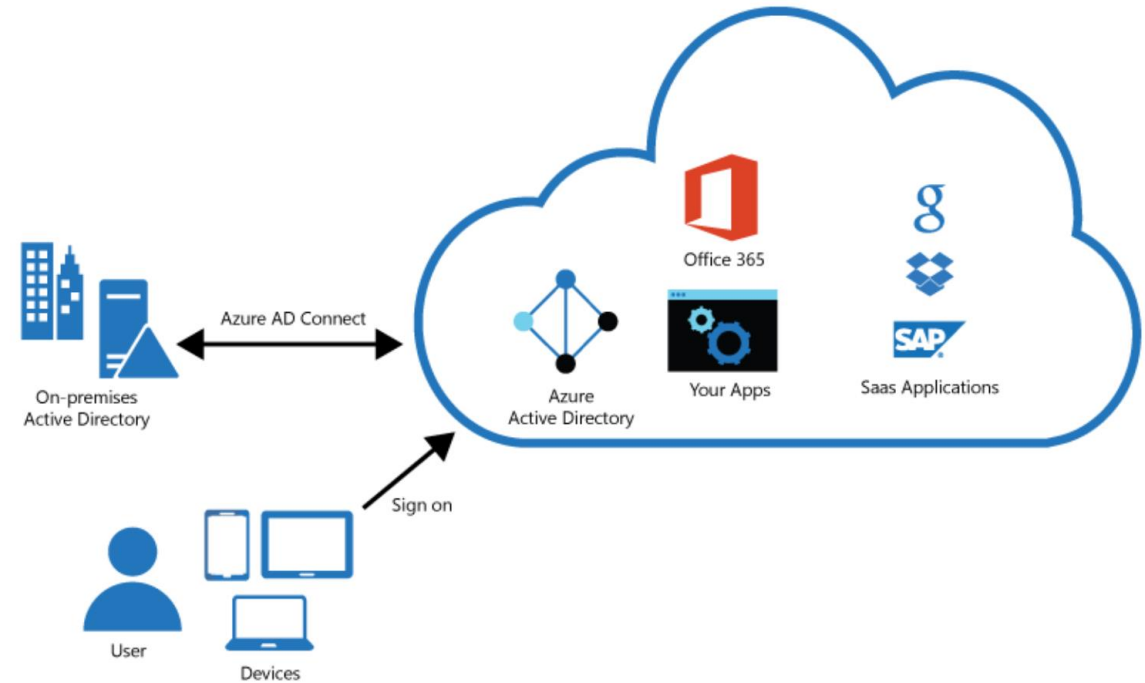 Office 365
g
SAP
Azure AD Connect
On-premises
Active Directory
Azure
Active Directory
Your Apps
Saas Applications
Sign on
User
Devices